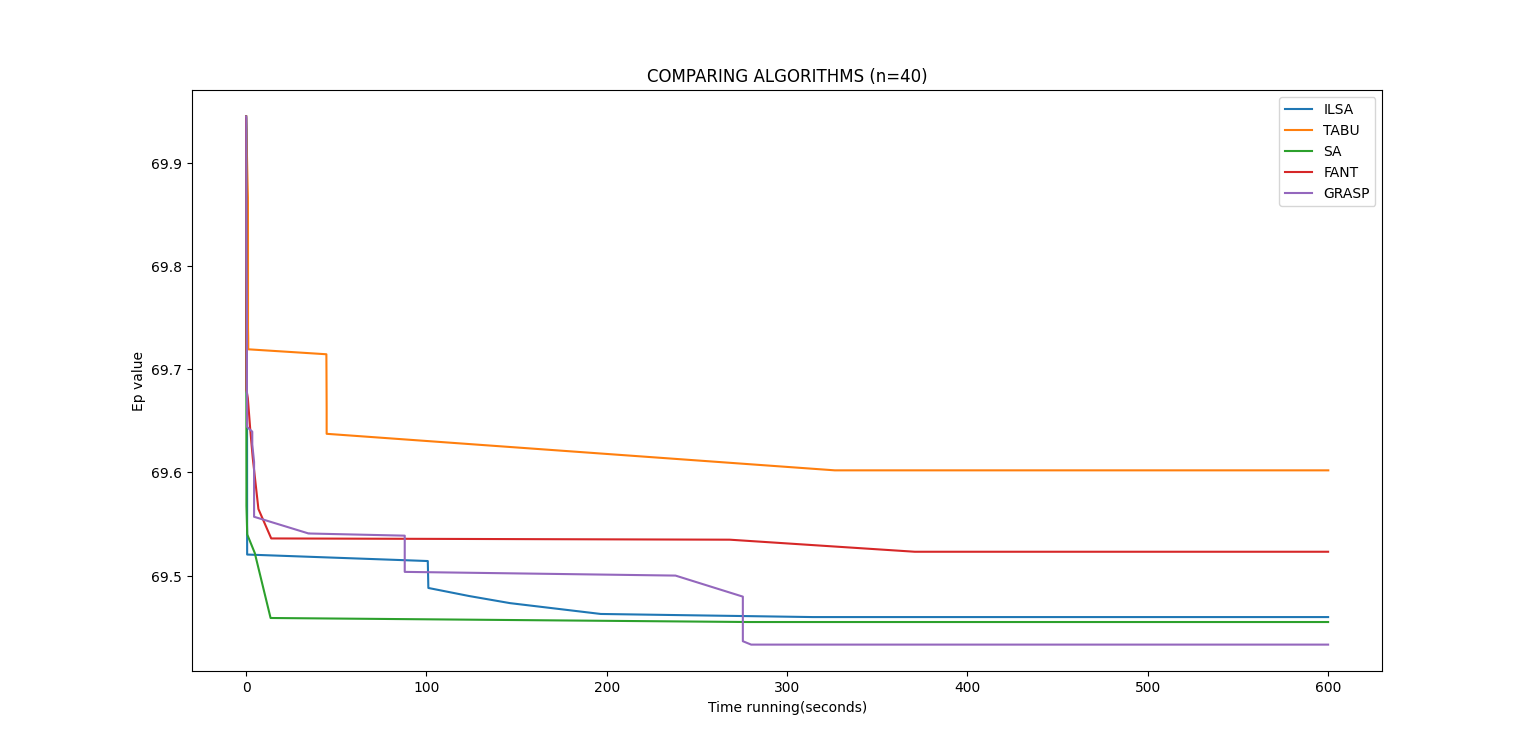 COMPARING ALGORITHMS (n=40)
ILSA
TABU
SA
FANT
GRASP
69.9
69.8
69.7
69.6
69.5
Ep value
0 100 200 300 400 500 600
Time running(seconds)